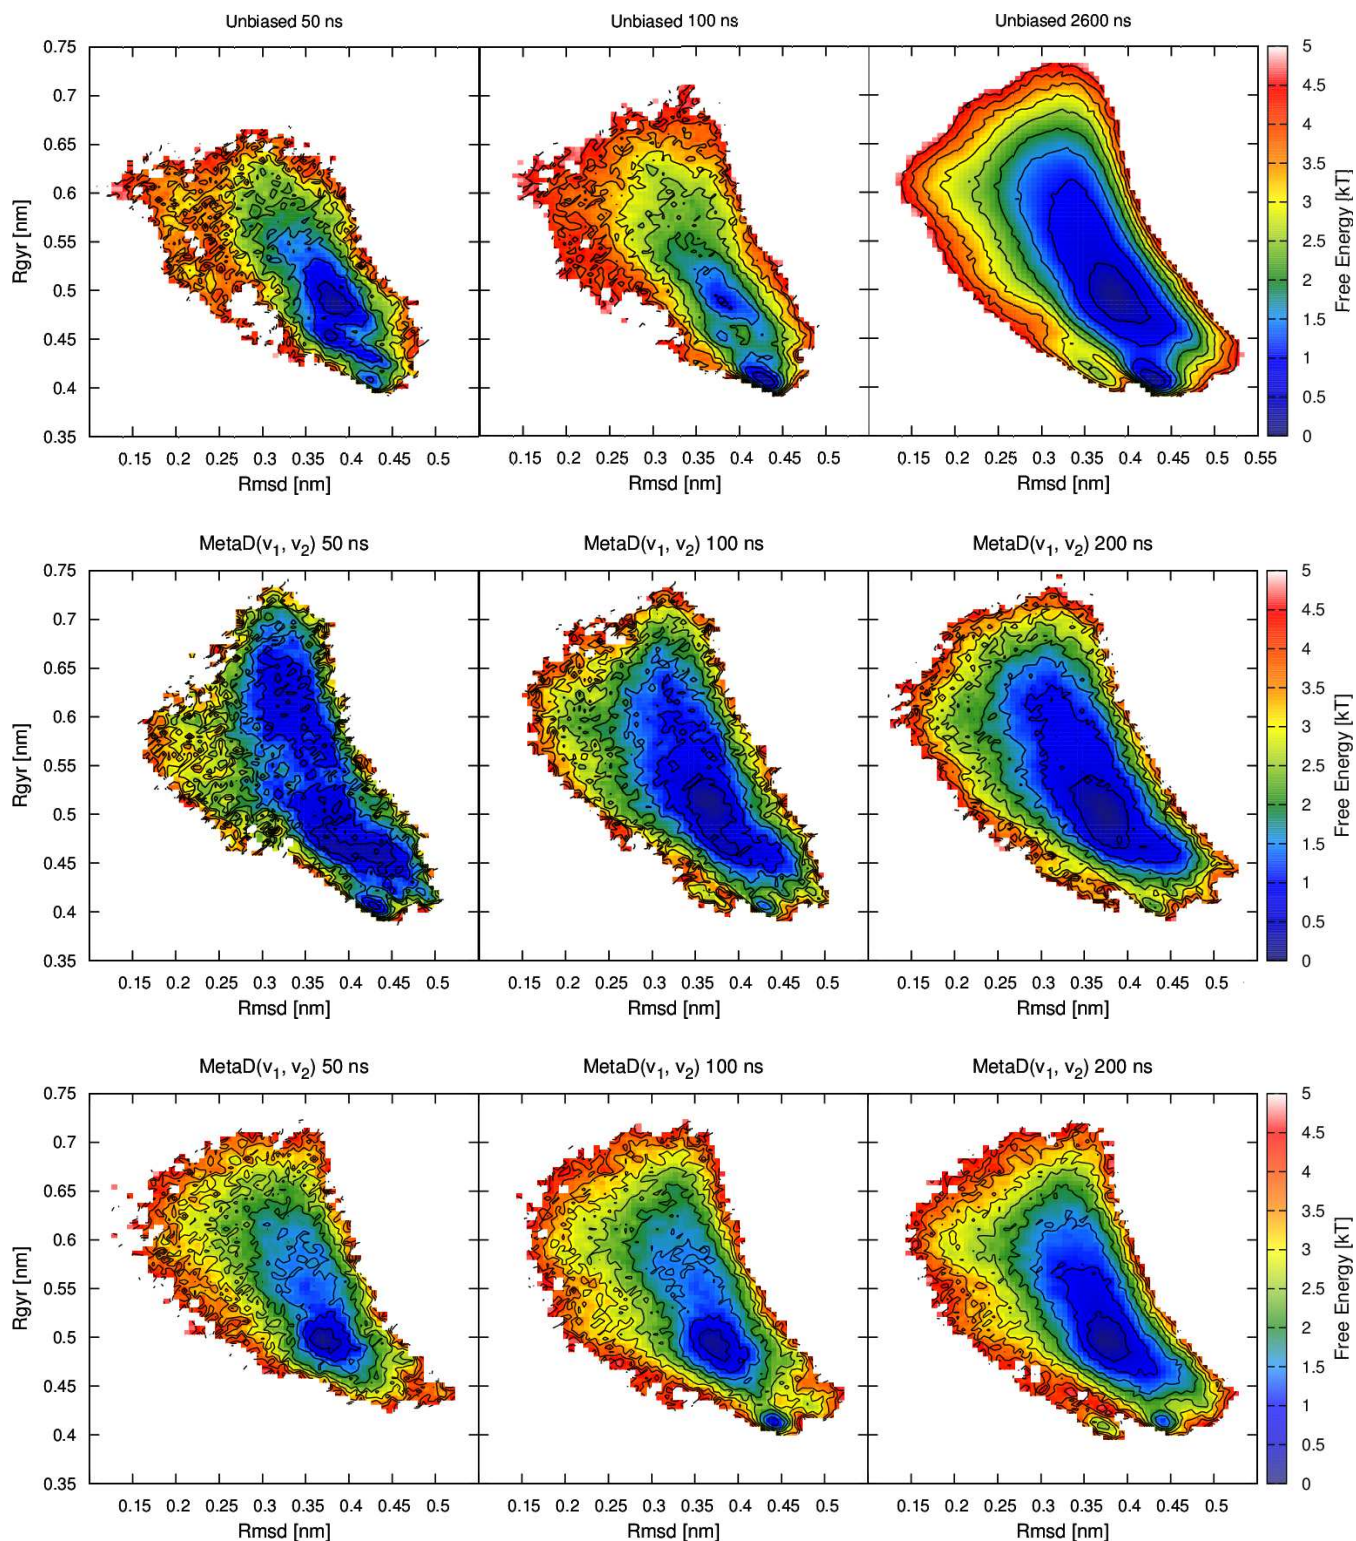 Unbiased 50 ns Unbiased 100 ns Unbiased 2600 ns
0.75 5
0.7 4.5
0.65 4
0.6 3.5
0.55 3
0.5 2.5
0.45 2
0.4 1.5
0.35 1
0.5
0
Rgyr [nm]
Free Energy [kT]
0.15 0.2 0.25 0.3 0.35 0.4 0.45 0.5 0.15 0.2 0.25 0.3 0.35 0.4 0.45 0.5 0.15 0.2 0.25 0.3 0.35 0.4 0.45 0.5 0.55
Rmsd [nm] Rmsd [nm] Rmsd [nm]
MetaD(v1, v2) 50 ns MetaD(v1, v2) 100 ns MetaD(v1, v2) 200 ns
0.75 5
0.7 4.5
0.65 4
0.6 3.5
0.55 3
0.5 2.5
0.45 2
0.4 1.5
0.35 1
0.5
0
Rgyr [nm]
Free Energy [kT]
0.15 0.2 0.25 0.3 0.35 0.4 0.45 0.5 0.15 0.2 0.25 0.3 0.35 0.4 0.45 0.5 0.15 0.2 0.25 0.3 0.35 0.4 0.45 0.5
Rmsd [nm] Rmsd [nm] Rmsd [nm]
MetaD(v1, v2) 50 ns MetaD(v1, v2) 100 ns MetaD(v1, v2) 200 ns
0.75 5
0.7 4.5
0.65 4
0.6 3.5
0.55 3
0.5 2.5
0.45 2
0.4 1.5
0.35 1
0.5
0
Rgyr [nm]
Free Energy [kT]
0.15 0.2 0.25 0.3 0.35 0.4 0.45 0.5 0.15 0.2 0.25 0.3 0.35 0.4 0.45 0.5 0.15 0.2 0.25 0.3 0.35 0.4 0.45 0.5
Rmsd [nm] Rmsd [nm] Rmsd [nm]